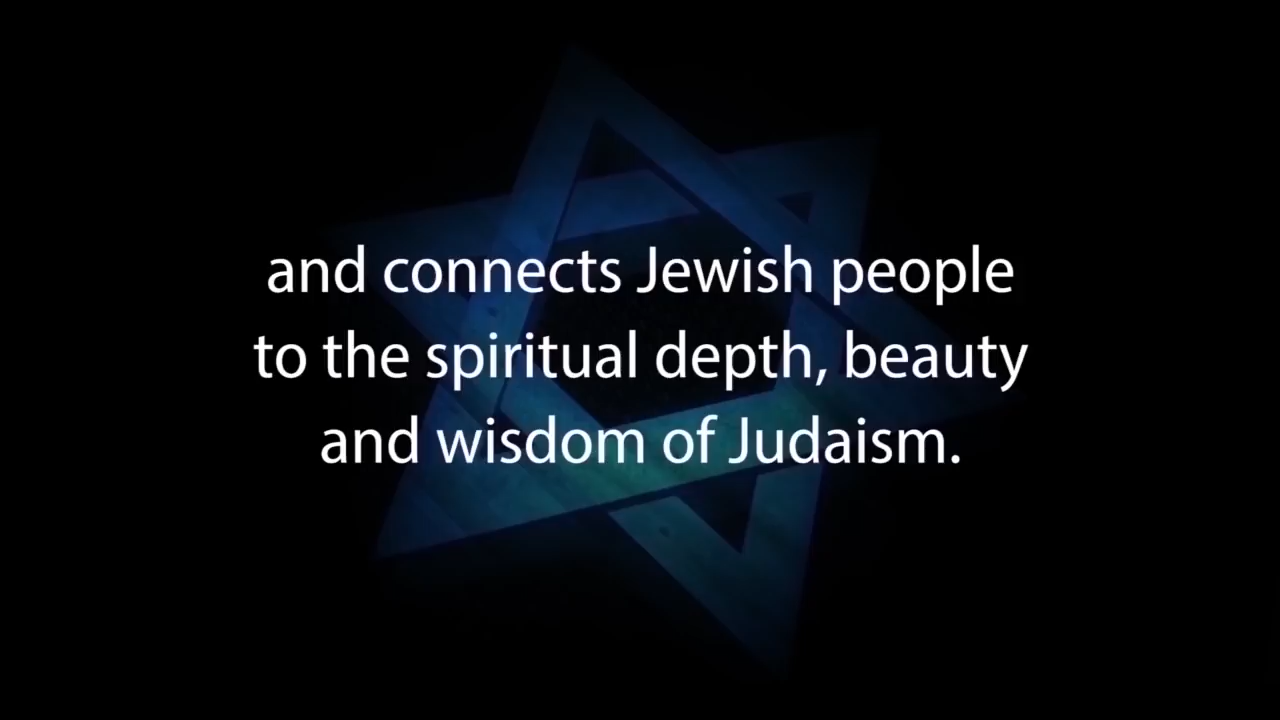 and connects Jewish people
to the spiritual depth, beauty
and wisdom of Judaism.